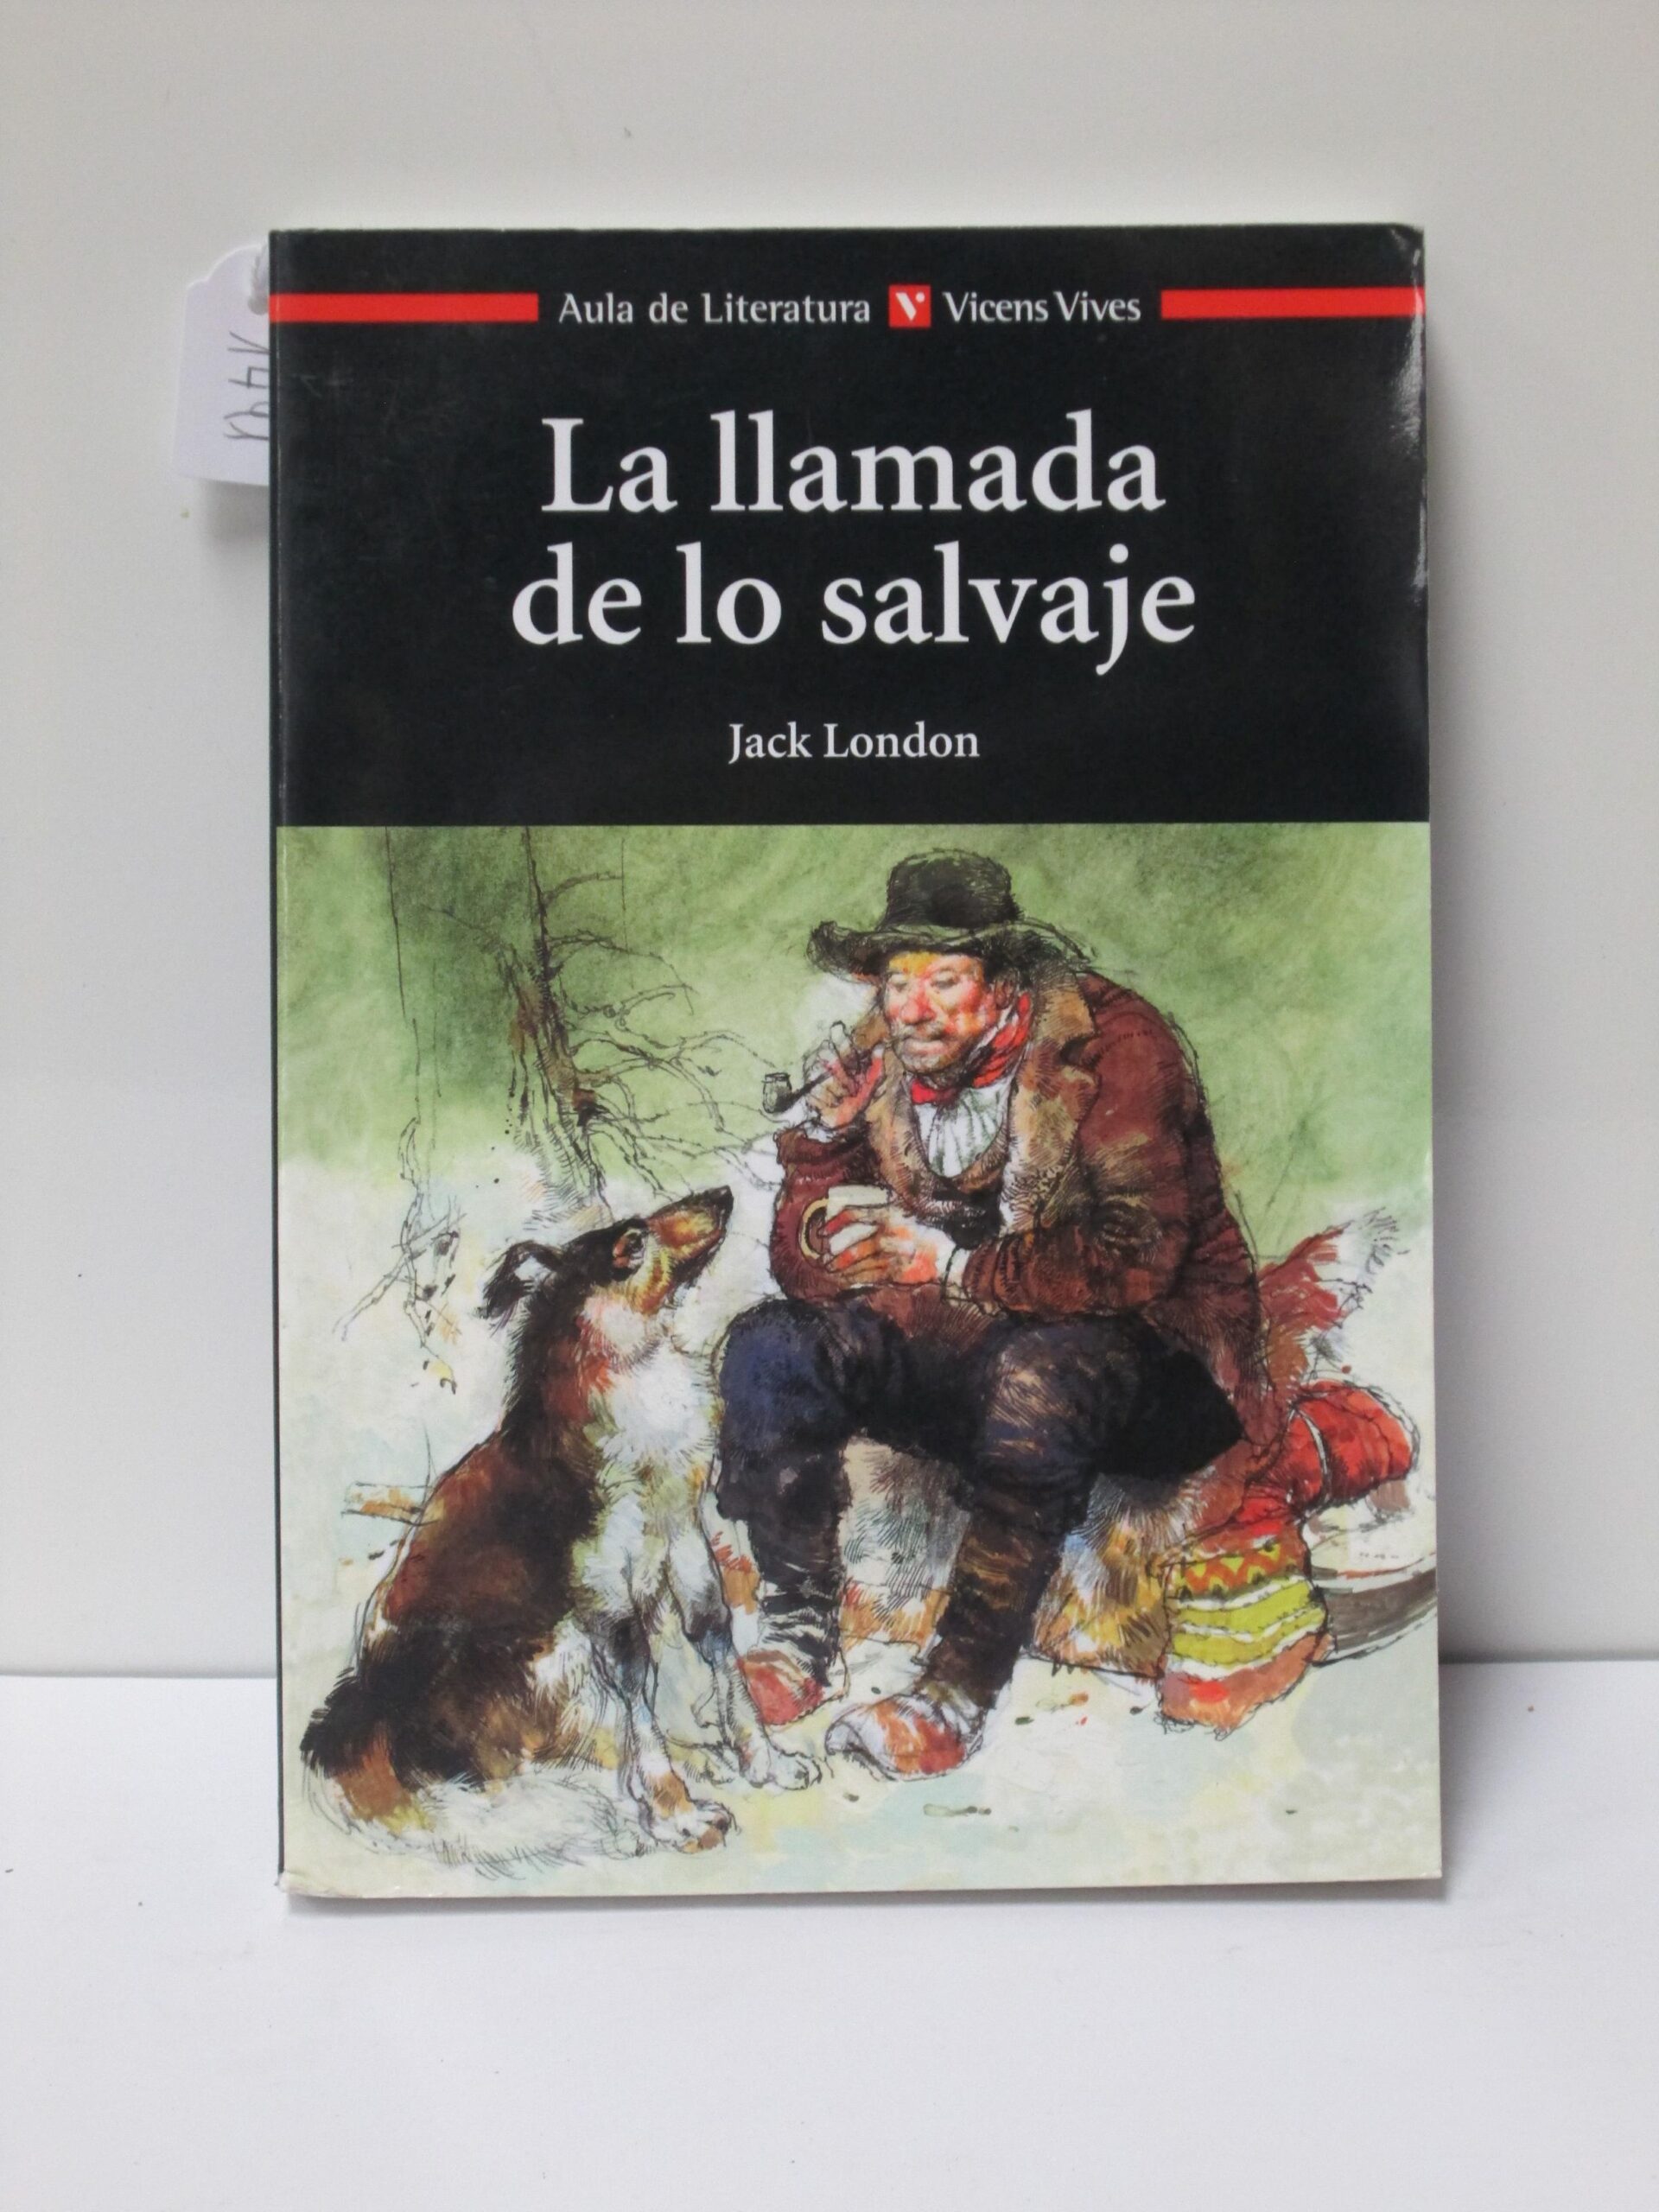 Aula de Literatura Vicens Vives
La llamada
de lo salvaje
Jack London